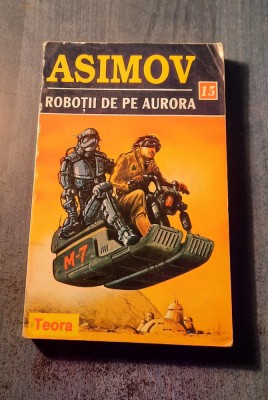 ASIMOV
ROBOȚII DE PE AURORA
15
M-7
Teora